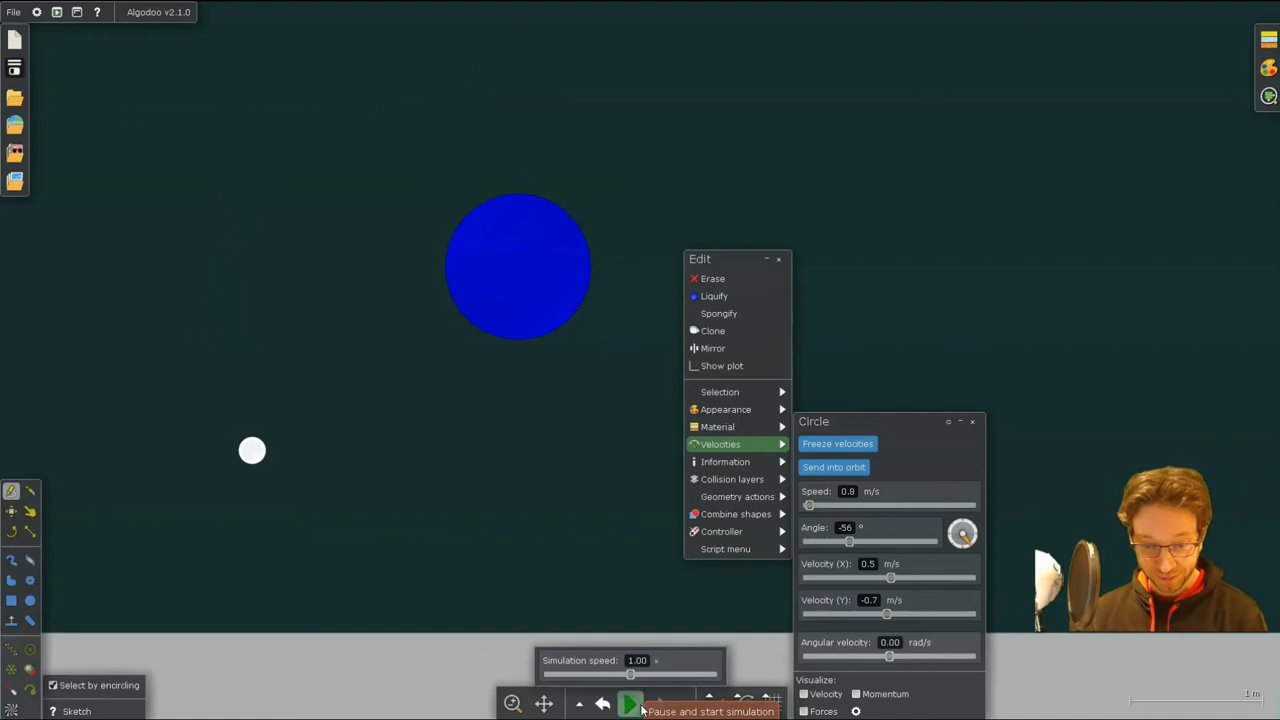 File ? Algodoo v2.1.0
Edit
Erase
Liquify
Spongify
Clone
Mirror
Show plot
Selection
Appearance
Material
Velocities
Information
Collision layers
Geometry actions
Combine shapes
Controller
Script menu
Circle
Freeze velocities
Send into orbit
Speed: 0.8 m/s
Angle: -56 °
Velocity (X): 0.5 m/s
Velocity (Y): -0.7 m/s
Angular velocity: 0.00 rad/s
Visualize:
Velocity Momentum
Forces
Simulation speed: 1.00 ×
Pause and start simulation
Select by encircling
? Sketch
1 m